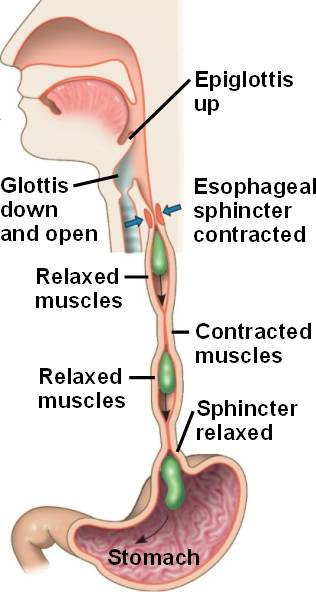 Epiglottis
up
Glottis
down
and open
Esophageal
sphincter
contracted
Relaxed
muscles
Contracted
muscles
Relaxed
muscles
Sphincter
relaxed
Stomach